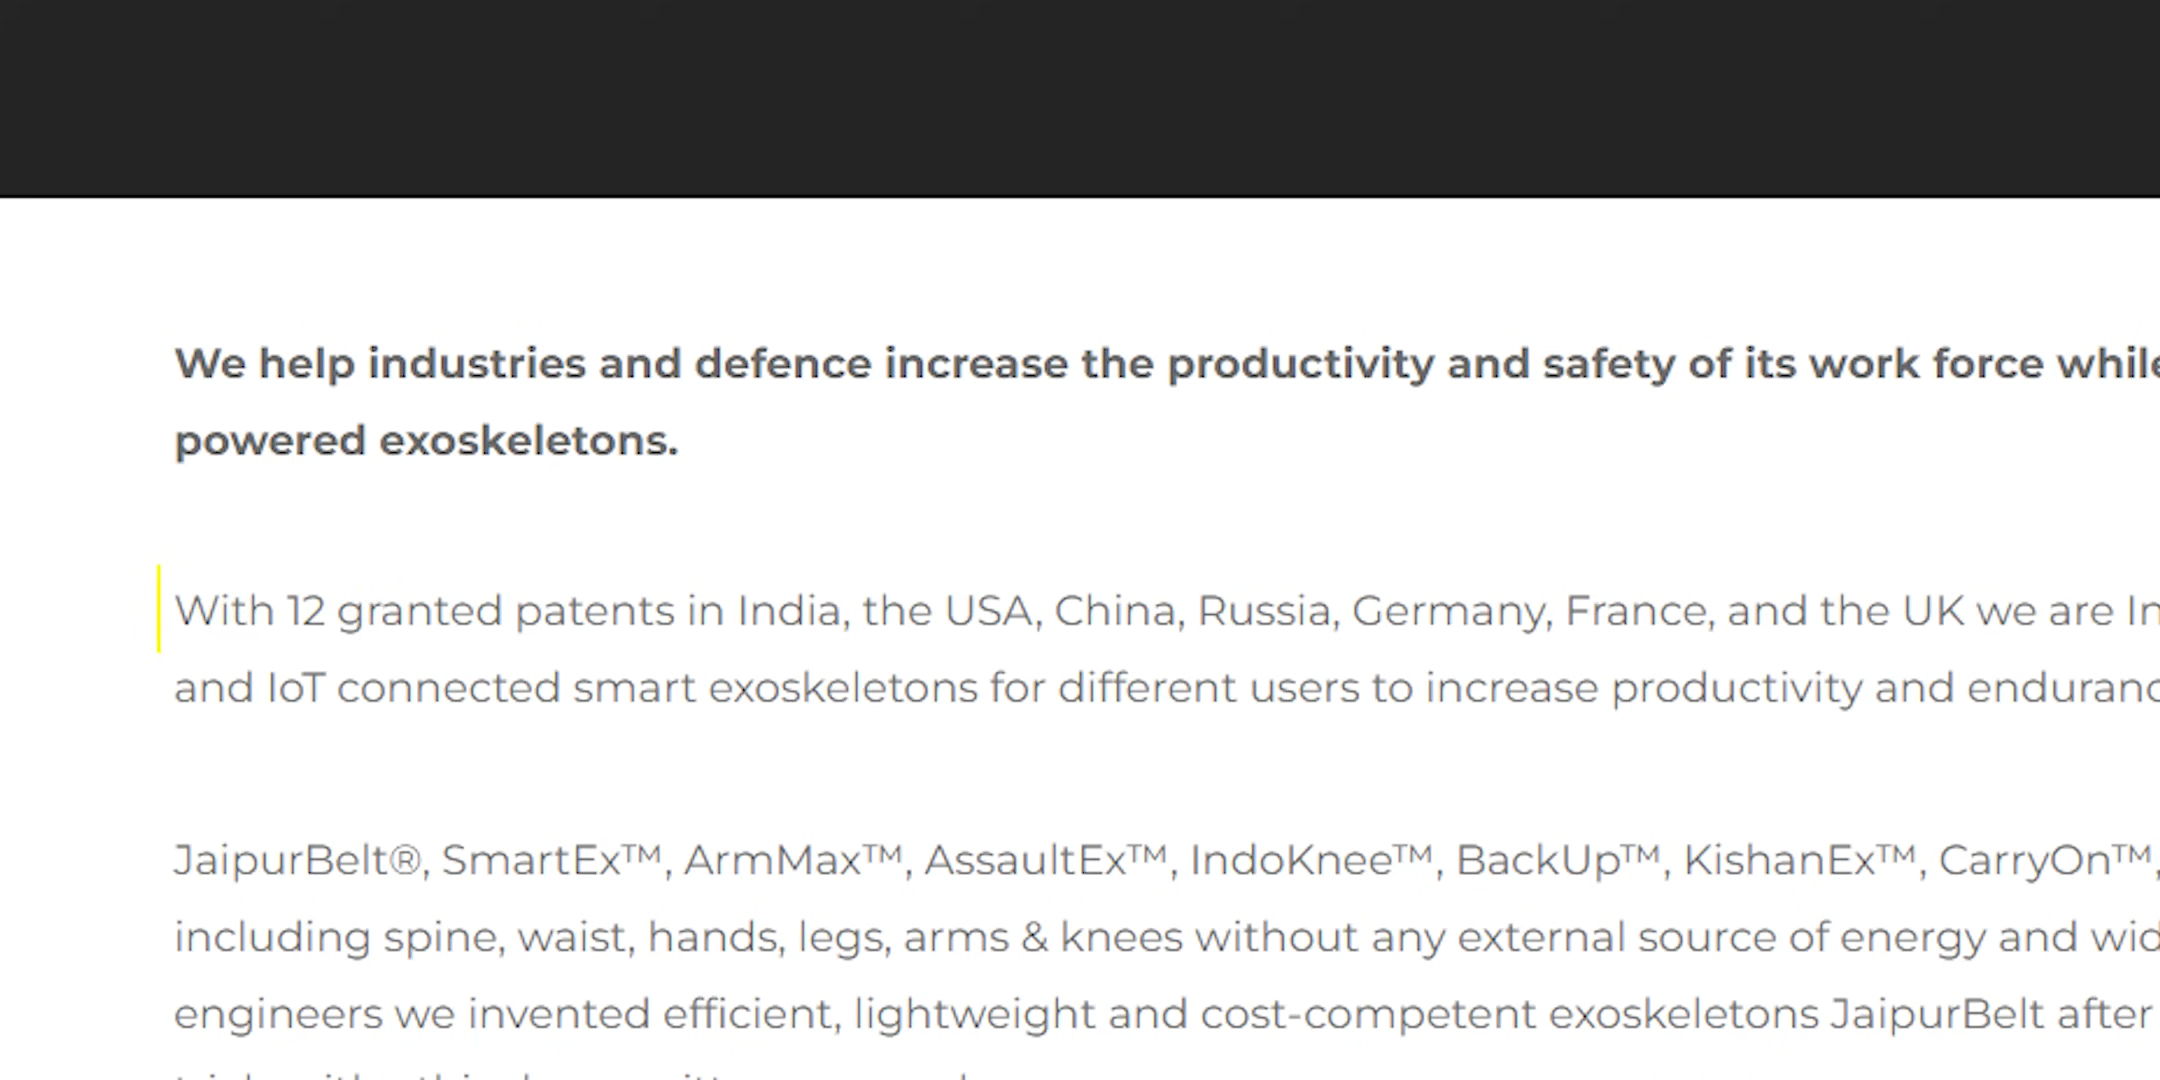 We help industries and defence increase the productivity and safety of its work force while
powered exoskeletons.
With 12 granted patents in India, the USA, China, Russia, Germany, France, and the UK we are
and IoT connected smart exoskeletons for different users to increase productivity and
JaipurBelt®, SmartEx™, ArmMax™, AssaultEx™, IndoKnee™, BackUp™, KishanEx™, CarryOn™,
including spine, waist, hands, legs, arms & knees without any external source of energy and
engineers we invented efficient, lightweight and cost-competent exoskeletons JaipurBelt after